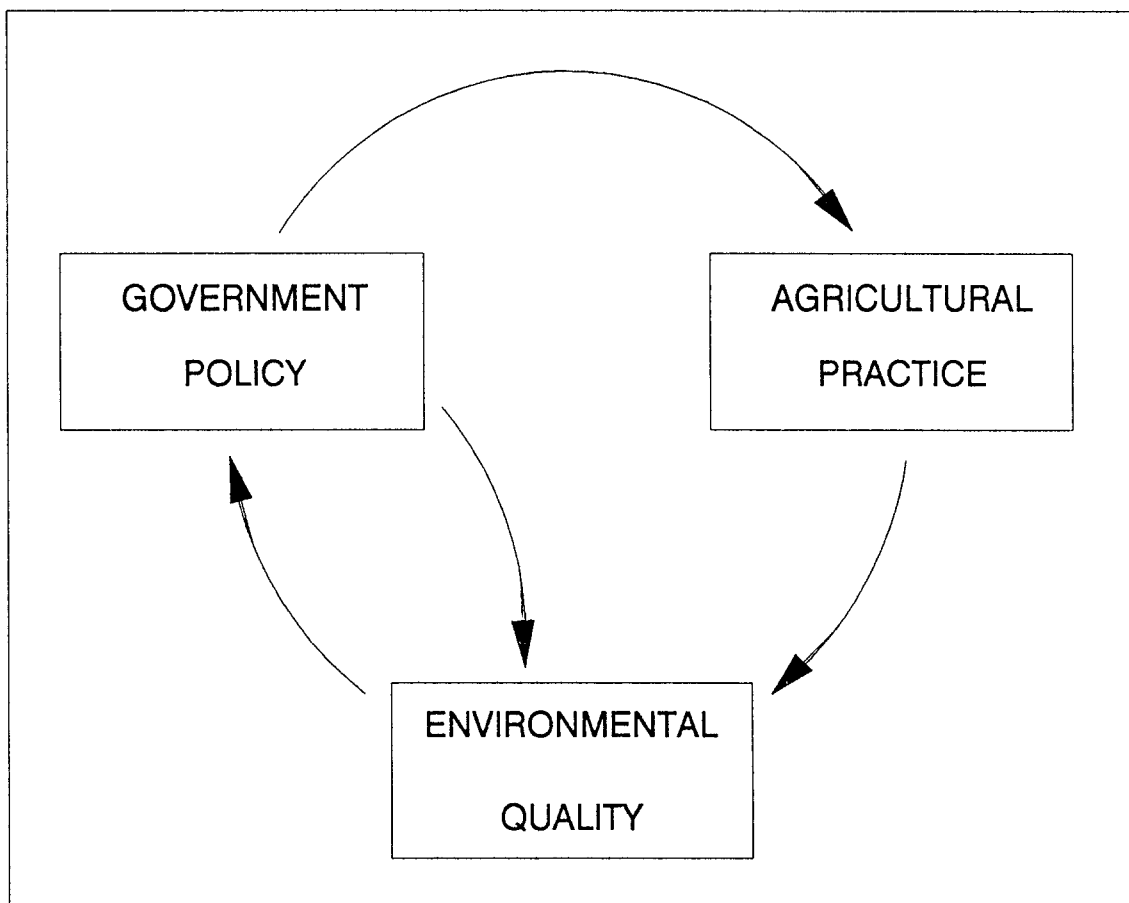 GOVERNMENT
POLICY
AGRICULTURAL
PRACTICE
ENVIRONMENTAL
QUALITY